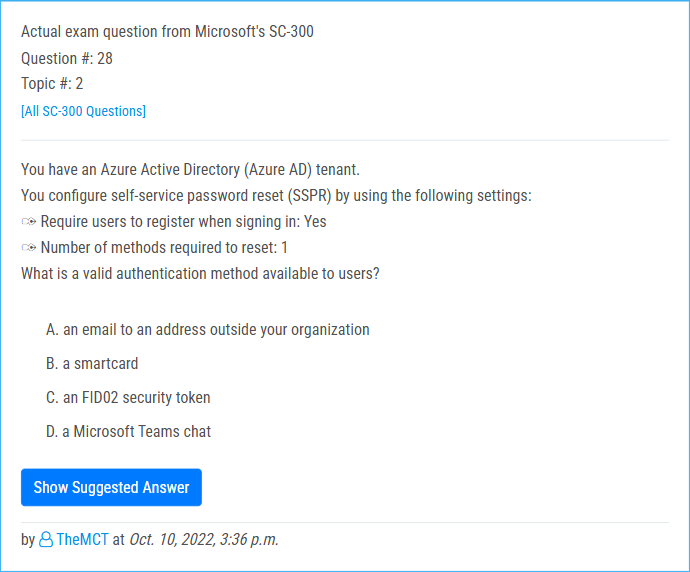 Actual exam question from Microsoft's SC-300
Question #: 28
Topic #: 2
[All SC-300 Questions]
You have an Azure Active Directory (Azure AD) tenant.
You configure self-service password reset (SSPR) by using the following settings:
Require users to register when signing in: Yes
Number of methods required to reset: 1
What is a valid authentication method available to users?
A. an email to an address outside your organization
B. a smartcard
C. an FID02 security token
D. a Microsoft Teams chat
Show Suggested Answer
by TheMCT at Oct. 10, 2022, 3:36 p.m.